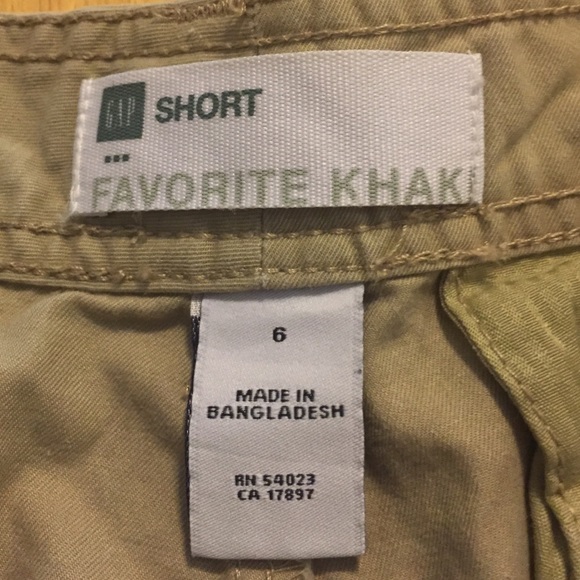 GAP SHORT
FAVORITE KHAKI
6
MADE IN
BANGLADESH
RN 54023
CA 17897